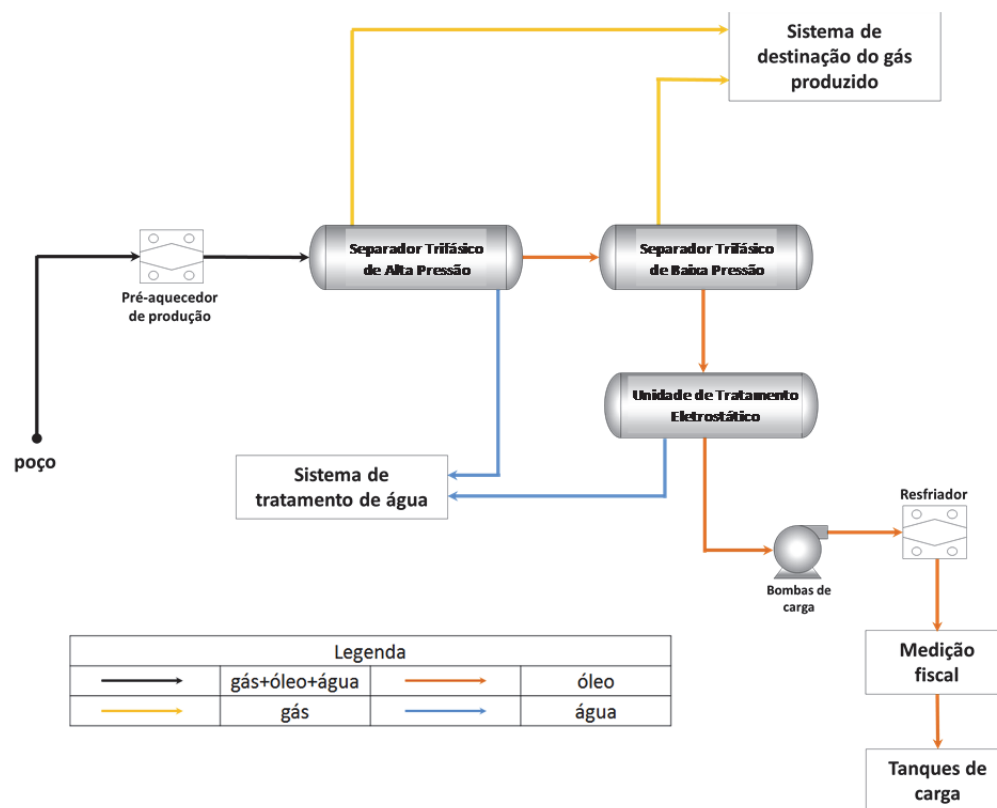 Sistema de
destinação do gás
produzido
Separador Trifásico
de Alta Pressão
Separador Trifásico
de Baixa Pressão
Pré-aquecedor
de produção
Unidade de Tratamento
Eletrostático
poço
Sistema de
tratamento de água
Resfriador
Bombas de
carga
Medição
fiscal
Tanques de
carga
Legenda
gás+óleo+água
óleo
gás
água